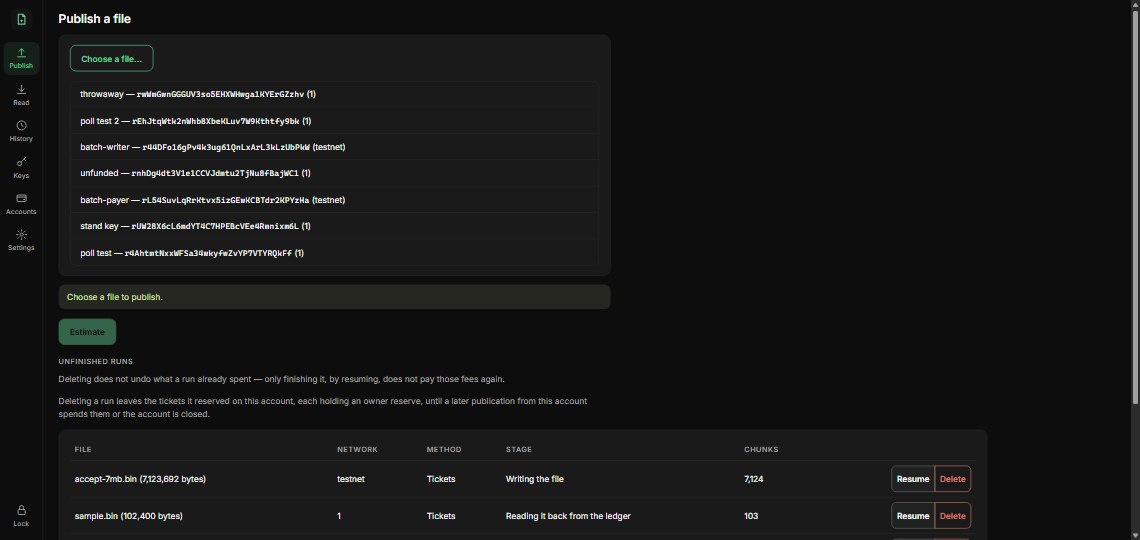 Publish a file
Publish
Read
History
Keys
Accounts
Settings
Lock
Choose a file...
throwaway — rwWmGwnGGGUV3so5EHXWHwga1KYErGZzhv (1)
poll test 2 — rEhJtqWtk2nWhb8XbeKLuv7W9Kthtfy9bk (1)
batch-writer — r44DFo16gPv4k3ug61QnLxArL3kLzUbPkW (testnet)
unfunded — rnhDg4dt3V1e1CCVJdmtu2TjNu8fBajWC1 (1)
batch-payer — rL54SuvLqRrKtvx5izGEwKCBTdr2KPYzHa (testnet)
stand key — rUW28X6cL6mdYT4C7HPEBcVEe4Rmnixm6L (1)
poll test — r4AhtmtNxxWFSa34wkyfwZvYP7VTYRQkFf (1)
Choose a file to publish.
Estimate
UNFINISHED RUNS
Deleting does not undo what a run already spent — only finishing it, by resuming, does not pay those fees again.
Deleting a run leaves the tickets it reserved on this account, each holding an owner reserve, until a later publication from this account
spends them or the account is closed.
FILE NETWORK METHOD STAGE CHUNKS
accept-7mb.bin (7,123,692 bytes) testnet Tickets Writing the file 7,124 Resume Delete
sample.bin (102,400 bytes) 1 Tickets Reading it back from the ledger 103 Resume Delete